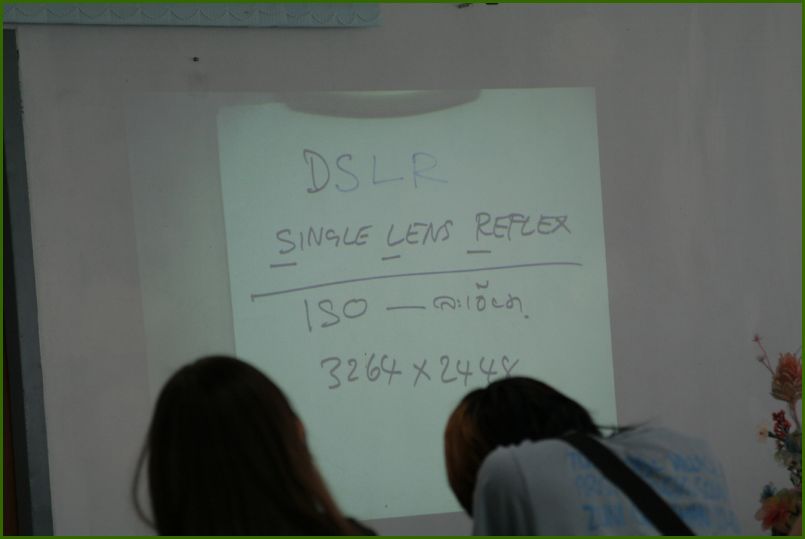 DSLR
SINGLE LENS REFLEX
ISO —
3264 x 2448